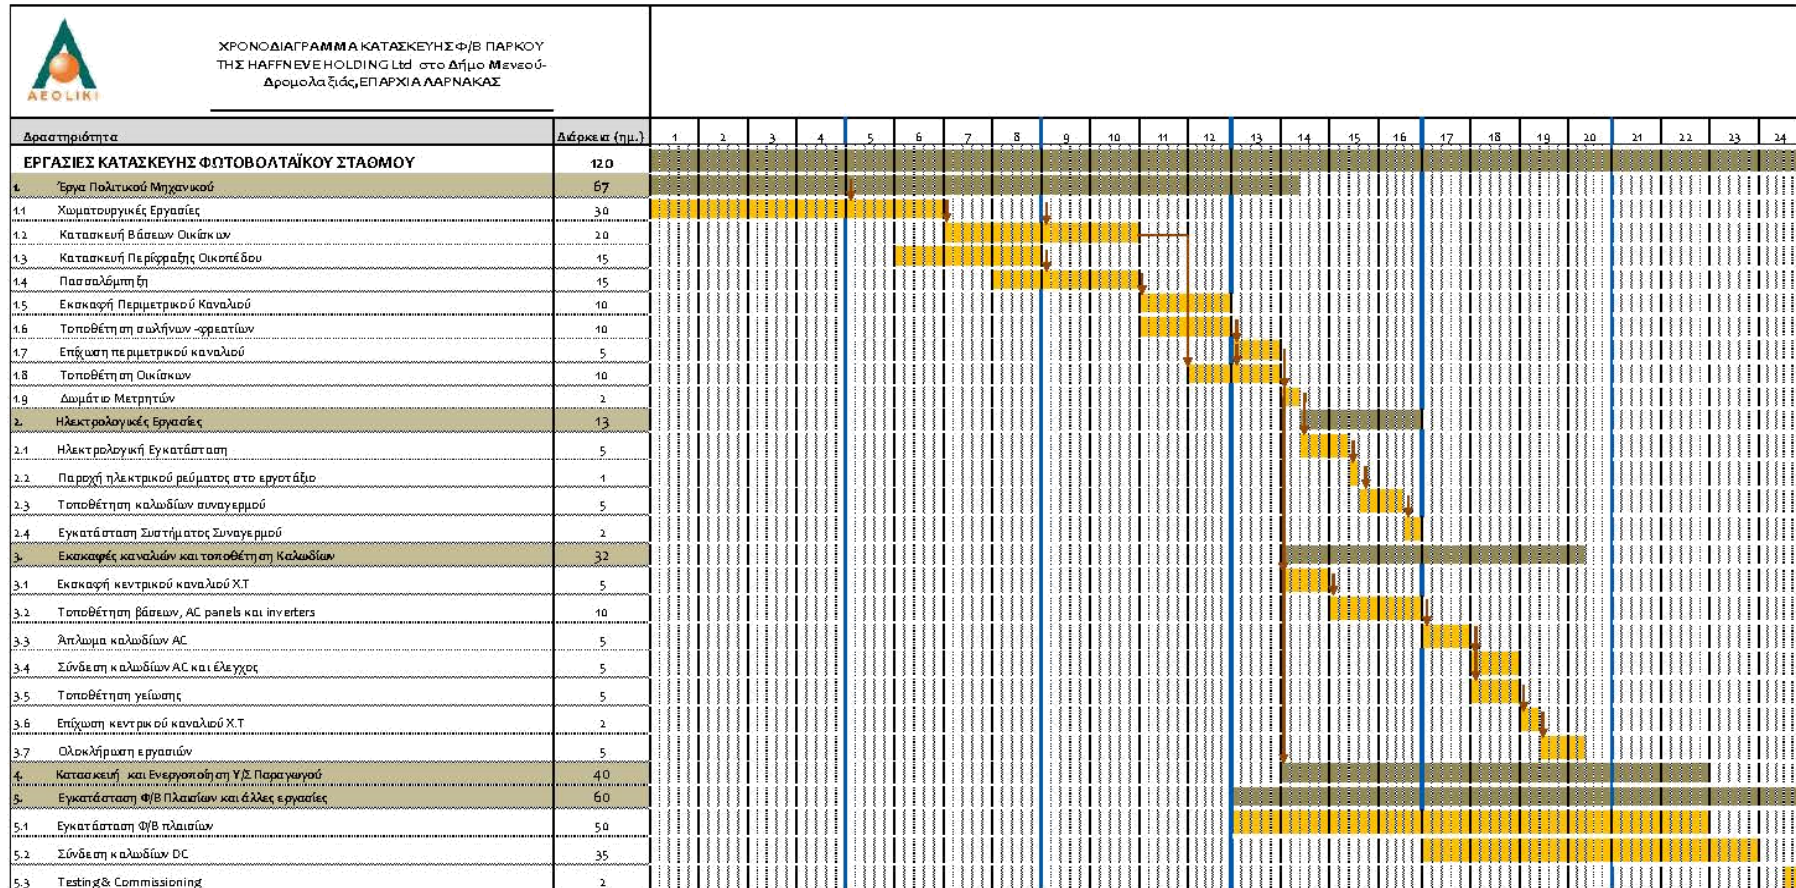 AEOLIKI
ΧΡΟΝΟΔΙΑΓΡΑΜΜΑ ΚΑΤΑΣΚΕΥΗΣ Φ/Β ΠΑΡΚΟΥ
ΤΗΣ HAFFNEVE HOLDING Ltd στο Δήμο Μενεού-
Δρομολαξιάς, ΕΠΑΡΧΙΑ ΛΑΡΝΑΚΑΣ
Δραστηριότητα Διάρκεια (ημ.) 1 2 3 4 5 6 7 8 9 10 11 12 13 14 15 16 17 18 19 20 21 22 23 24
ΕΡΓΑΣΙΕΣ ΚΑΤΑΣΚΕΥΗΣ ΦΩΤΟΒΟΛΤΑΪΚΟΥ ΣΤΑΘΜΟΥ 120
1. Έργα Πολιτικού Μηχανικού 67
1.1 Χωματουργικές Εργασίες 30
1.2 Κατασκευή Βάσεων Οικίσκων 20
1.3 Κατασκευή Περίφραξης Οικοπέδου 15
1.4 Πασσαλόμπηξη 15
1.5 Εκσκαφή Περιμετρικού Καναλιού 10
1.6 Τοποθέτηση σωλήνων -φρεατίων 10
1.7 Επίχωση περιμετρικού καναλιού 5
1.8 Τοποθέτηση Οικίσκων 10
1.9 Δωμάτιο Μετρητών 2
2. Ηλεκτρολογικές Εργασίες 13
2.1 Ηλεκτρολογική Εγκατάσταση 5
2.2 Παροχή ηλεκτρικού ρεύματος στο εργοτάξιο 1
2.3 Τοποθέτηση καλωδίων συναγερμού 5
2.4 Εγκατάσταση Συστήματος Συναγερμού 2
3. Εκσκαφές καναλιών και τοποθέτηση Καλωδίων 32
3.1 Εκσκαφή κεντρικού καναλιού Χ.Τ 5
3.2 Τοποθέτηση βάσεων, AC panels και inverters 10
3.3 Άπλωμα καλωδίων AC 5
3.4 Σύνδεση καλωδίων AC και έλεγχος 5
3.5 Τοποθέτηση γείωσης 5
3.6 Επίχωση κεντρικού καναλιού Χ.Τ 2
3.7 Ολοκλήρωση εργασιών 5
4. Κατασκευή και Ενεργοποίηση Υ/Σ Παραγωγού 40
5. Εγκατάσταση Φ/Β Πλαισίων και άλλες εργασίες 60
5.1 Εγκατάσταση Φ/Β πλαισίων 50
5.2 Σύνδεση καλωδίων DC 35
5.3 Testing & Commissioning 2